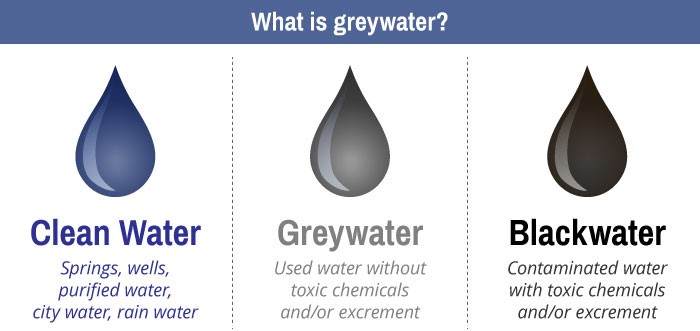 What is greywater?
Clean Water
Springs, wells,
purified water,
city water, rain water
Greywater
Used water without
toxic chemicals
and/or excrement
Blackwater
Contaminated water
with toxic chemicals
and/or excrement